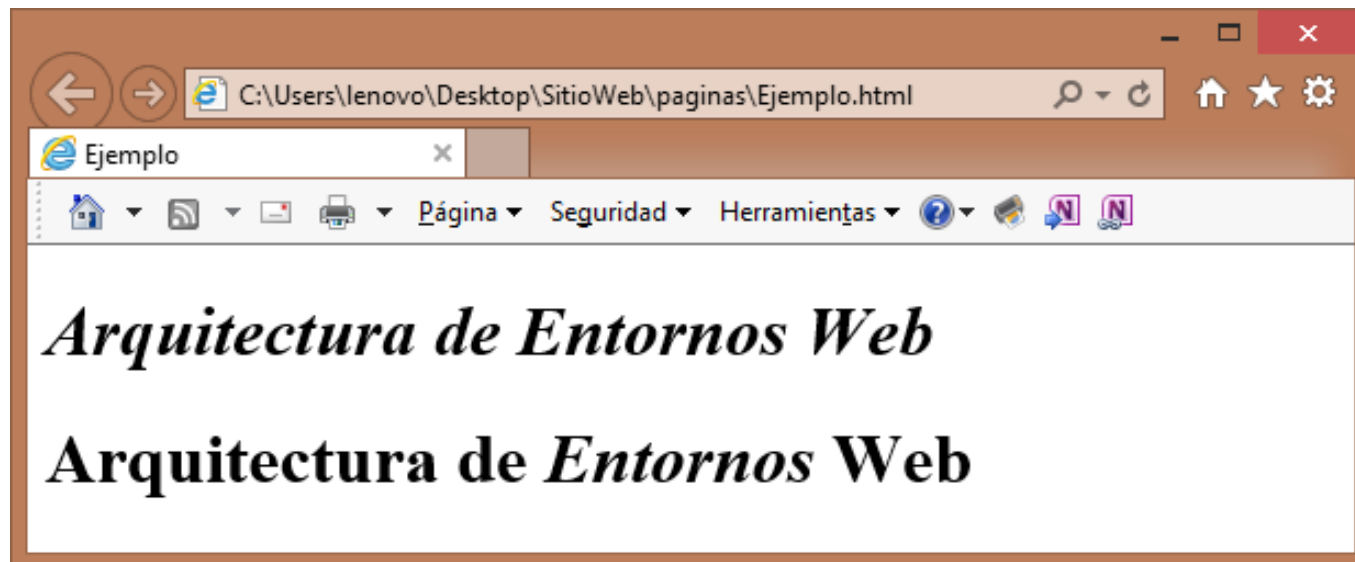 C:\Users\lenovo\Desktop\SitioWeb\paginas\Ejemplo.html
Ejemplo
Página Seguridad Herramientas
Arquitectura de Entornos Web
Arquitectura de Entornos Web